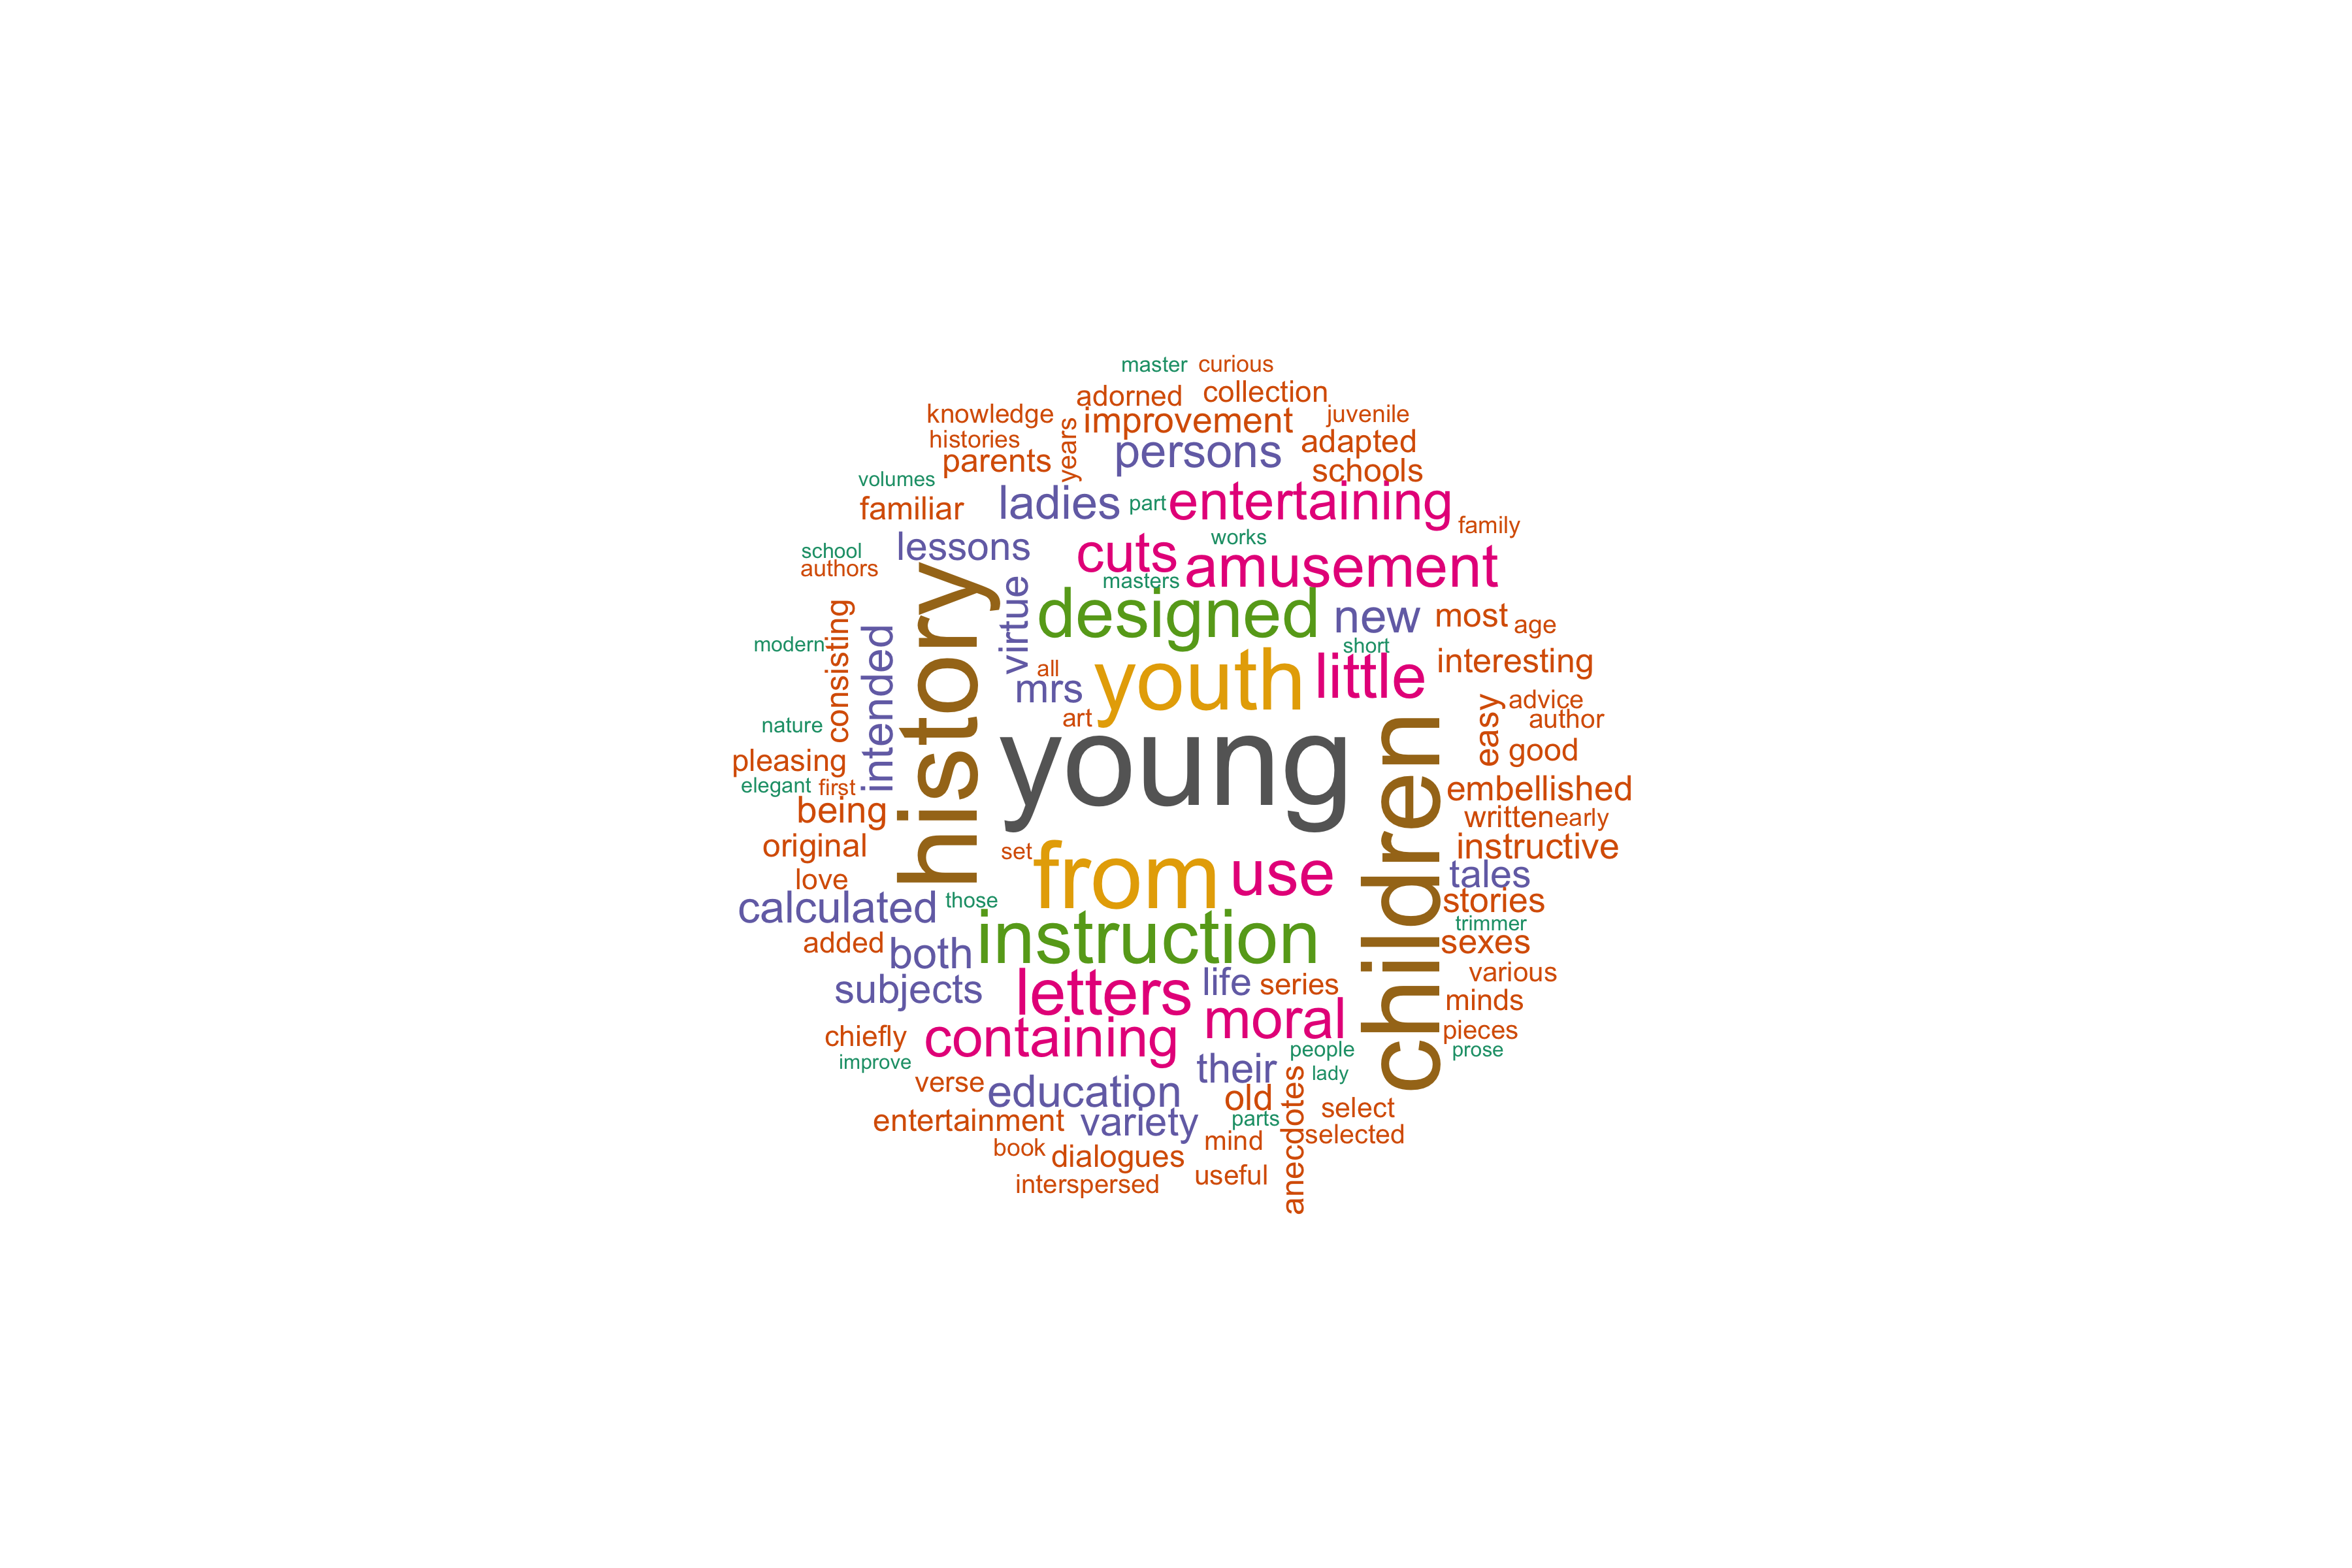 master curious
adorned collection
knowledge improvement juvenile
histories years persons adapted
parents schools
volumes
familiar ladies part entertaining
family
school lessons cuts works
authors masters amusement
history virtue designed new most age
modern consisting intended all short
mrs youth little interesting
nature art easy advice
author
pleasing young children good
elegant first embellished
being written early
original set from use instructive
love tales
calculated those stories
trimmer
added both instruction sexes
subjects letters life series various
minds
chiefly containing moral pieces
improve people prose
verse education their lady
old anecdotes select
entertainment variety parts selected
book mind
dialogues useful
interspersed